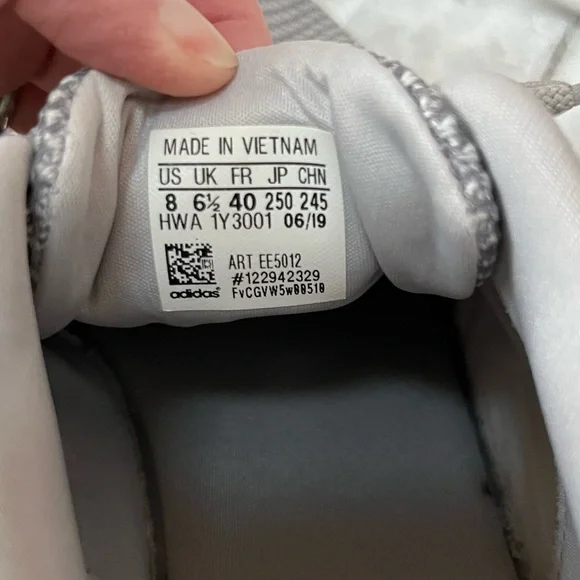 MADE IN VIETNAM
US UK FR JP CHN
8 6½ 40 250 245
HWA 1Y3001 06/19
ART EE5012
#122942329
adidas